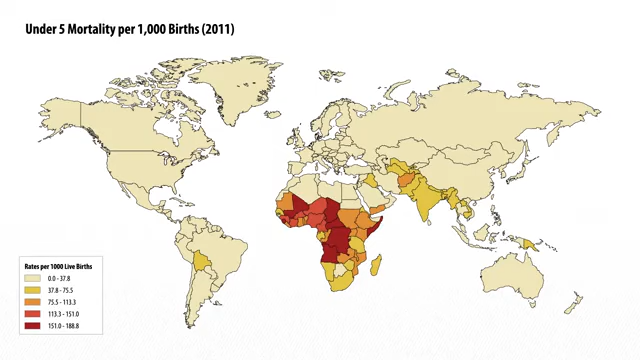 Under 5 Mortality per 1,000 Births (2011)
Rates per 1000 Live Births
0.0 - 37.8
37.8 - 75.5
75.5 - 113.3
113.3 - 151.0
151.0 - 188.8